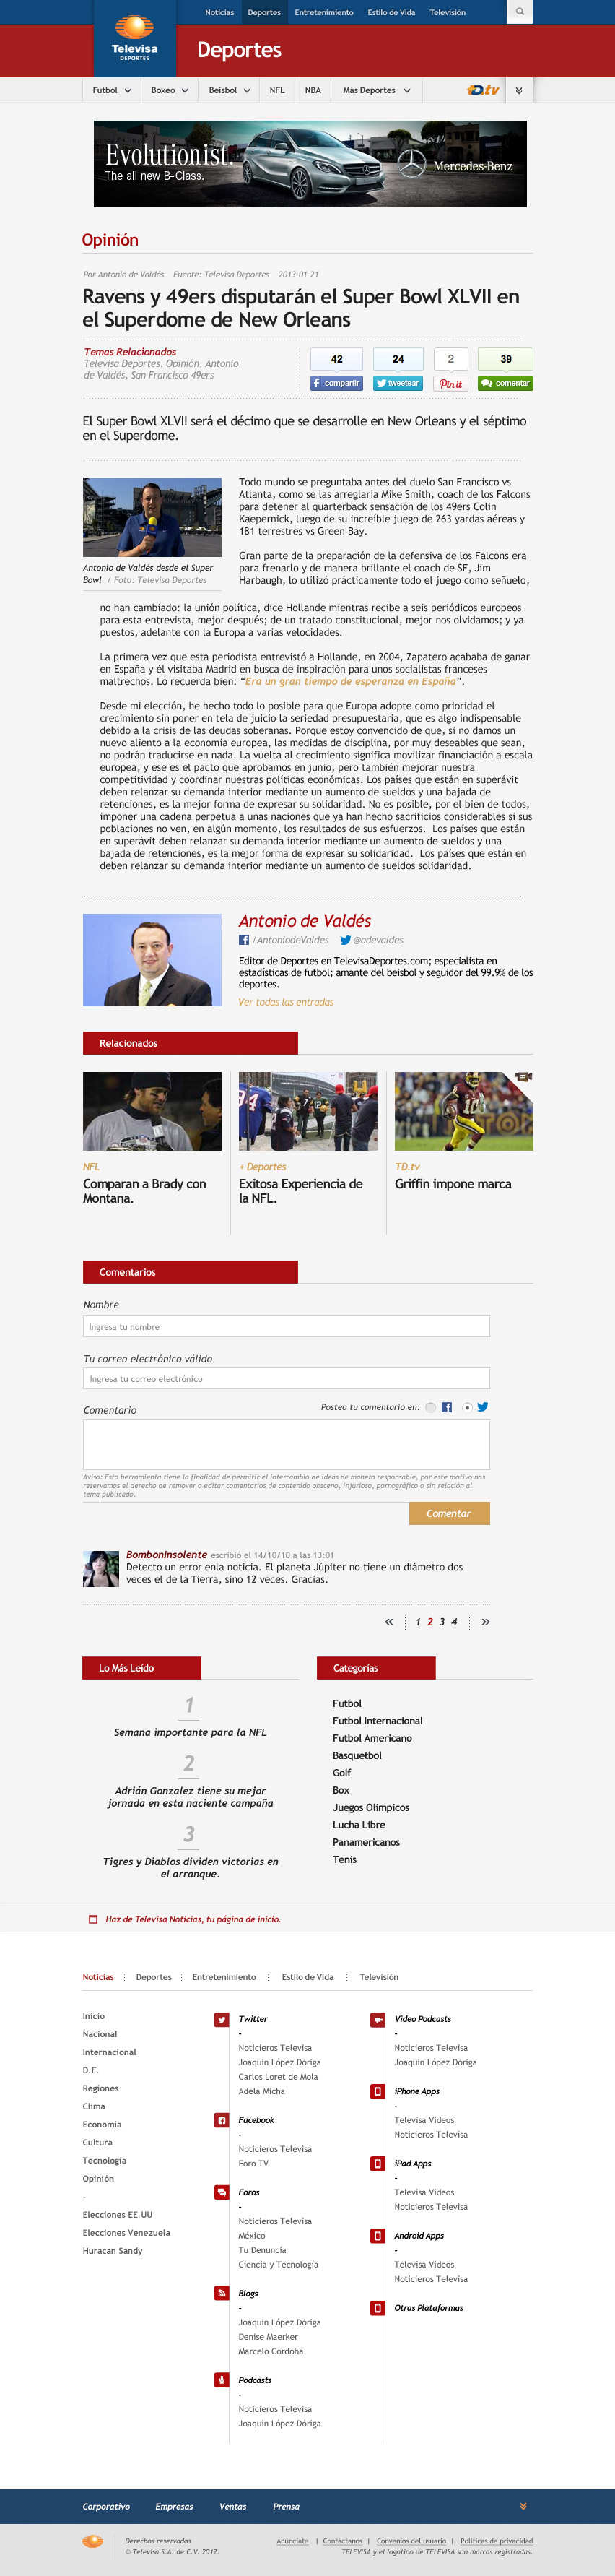 Noticias Deportes Entretenimiento Estilo de Vida Televisión
Televisa
DEPORTES
Deportes
Futbol Boxeo Beisbol NFL NBA Más Deportes TD.tv
Evolutionist.
The all new B-Class.
Mercedes-Benz
Opinión
Por Antonio de Valdés Fuente: Televisa Deportes 2013-01-21
Ravens y 49ers disputarán el Super Bowl XLVII en
el Superdome de New Orleans
Temas Relacionados
Televisa Deportes, Opinión, Antonio
de Valdés, San Francisco 49ers
42 24 2 39
compartir tweetear Pin it comentar
El Super Bowl XLVII será el décimo que se desarrolle en New Orleans y el séptimo
en el Superdome.
Todo mundo se preguntaba antes del duelo San Francisco vs
Atlanta, como se las arreglaría Mike Smith, coach de los Falcons
para detener al quarterback sensación de los 49ers Colin
Kaepernick, luego de su increíble juego de 263 yardas aéreas y
181 terrestres vs Green Bay.
Gran parte de la preparación de la defensiva de los Falcons era
para frenarlo y de manera brillante el coach de SF, Jim
Harbaugh, lo utilizó prácticamente todo el juego como señuelo,
Antonio de Valdés desde el Super
Bowl / Foto: Televisa Deportes
no han cambiado: la unión política, dice Hollande mientras recibe a seis periódicos europeos
para esta entrevista, mejor después; de un tratado constitucional, mejor nos olvidamos; y ya
puestos, adelante con la Europa a varias velocidades.
La primera vez que esta periodista entrevistó a Hollande, en 2004, Zapatero acababa de ganar
en España y él visitaba Madrid en busca de inspiración para unos socialistas franceses
maltrechos. Lo recuerda bien: “Era un gran tiempo de esperanza en España”.
Desde mi elección, he hecho todo lo posible para que Europa adopte como prioridad el
crecimiento sin poner en tela de juicio la seriedad presupuestaria, que es algo indispensable
debido a la crisis de las deudas soberanas. Porque estoy convencido de que, si no damos un
nuevo aliento a la economía europea, las medidas de disciplina, por muy deseables que sean,
no podrán traducirse en nada. La vuelta al crecimiento significa movilizar financiación a escala
europea, y ese es el pacto que aprobamos en junio, pero también mejorar nuestra
competitividad y coordinar nuestras políticas económicas. Los países que están en superávit
deben relanzar su demanda interior mediante un aumento de sueldos y una bajada de
retenciones, es la mejor forma de expresar su solidaridad. No es posible, por el bien de todos,
imponer una cadena perpetua a unas naciones que ya han hecho sacrificios considerables si sus
poblaciones no ven, en algún momento, los resultados de sus esfuerzos. Los países que están
en superávit deben relanzar su demanda interior mediante un aumento de sueldos y una
bajada de retenciones, es la mejor forma de expresar su solidaridad. Los países que están en
deben relanzar su demanda interior mediante un aumento de sueldos solidaridad.
Antonio de Valdés
/AntoniodeValdes @adevaldes
Editor de Deportes en TelevisaDeportes.com; especialista en
estadísticas de futbol; amante del beisbol y seguidor del 99.9% de los
deportes.
Ver todas las entradas
Relacionados
NFL
Comparan a Brady con
Montana.
+ Deportes
Exitosa Experiencia de
la NFL.
TD.tv
Griffin impone marca
Comentarios
Nombre
Ingresa tu nombre
Tu correo electrónico válido
Ingresa tu correo electrónico
Comentario
Postea tu comentario en:
Aviso: Esta herramienta tiene la finalidad de permitir el intercambio de ideas de manera responsable, por este motivo nos
reservamos el derecho de remover o editar comentarios de contenido obsceno, injurioso, pornográfico o sin relación al
tema publicado.
Comentar
BombonInsolente escribió el 14/10/10 a las 13:01
Detecto un error enla noticia. El planeta Júpiter no tiene un diámetro dos
veces el de la Tierra, sino 12 veces. Gracias.
« 1 2 3 4 »
Lo Más Leído
1
Semana importante para la NFL
2
Adrián Gonzalez tiene su mejor
jornada en esta naciente campaña
3
Tigres y Diablos dividen victorias en
el arranque.
Categorías
Futbol
Futbol Internacional
Futbol Americano
Basquetbol
Golf
Box
Juegos Olímpicos
Lucha Libre
Panamericanos
Tenis
Haz de Televisa Noticias, tu página de inicio.
Noticias Deportes Entretenimiento Estilo de Vida Televisión
Inicio
Nacional
Internacional
D.F.
Regiones
Clima
Economía
Cultura
Tecnología
Opinión
-
Elecciones EE.UU
Elecciones Venezuela
Huracan Sandy
Twitter
-
Noticieros Televisa
Joaquín López Dóriga
Carlos Loret de Mola
Adela Micha
Facebook
-
Noticieros Televisa
Foro TV
Foros
-
Noticieros Televisa
México
Tu Denuncia
Ciencia y Tecnología
Blogs
-
Joaquín López Dóriga
Denise Maerker
Marcelo Cordoba
Podcasts
-
Noticieros Televisa
Joaquín López Dóriga
Video Podcasts
-
Noticieros Televisa
Joaquín López Dóriga
iPhone Apps
-
Televisa Videos
Noticieros Televisa
iPad Apps
-
Televisa Videos
Noticieros Televisa
Android Apps
-
Televisa Videos
Noticieros Televisa
Otras Plataformas
Corporativo Empresas Ventas Prensa
Derechos reservados
© Televisa S.A. de C.V. 2012.
Anúnciate | Contáctanos | Convenios del usuario | Políticas de privacidad
TELEVISA y el logotipo de TELEVISA son marcas registradas.